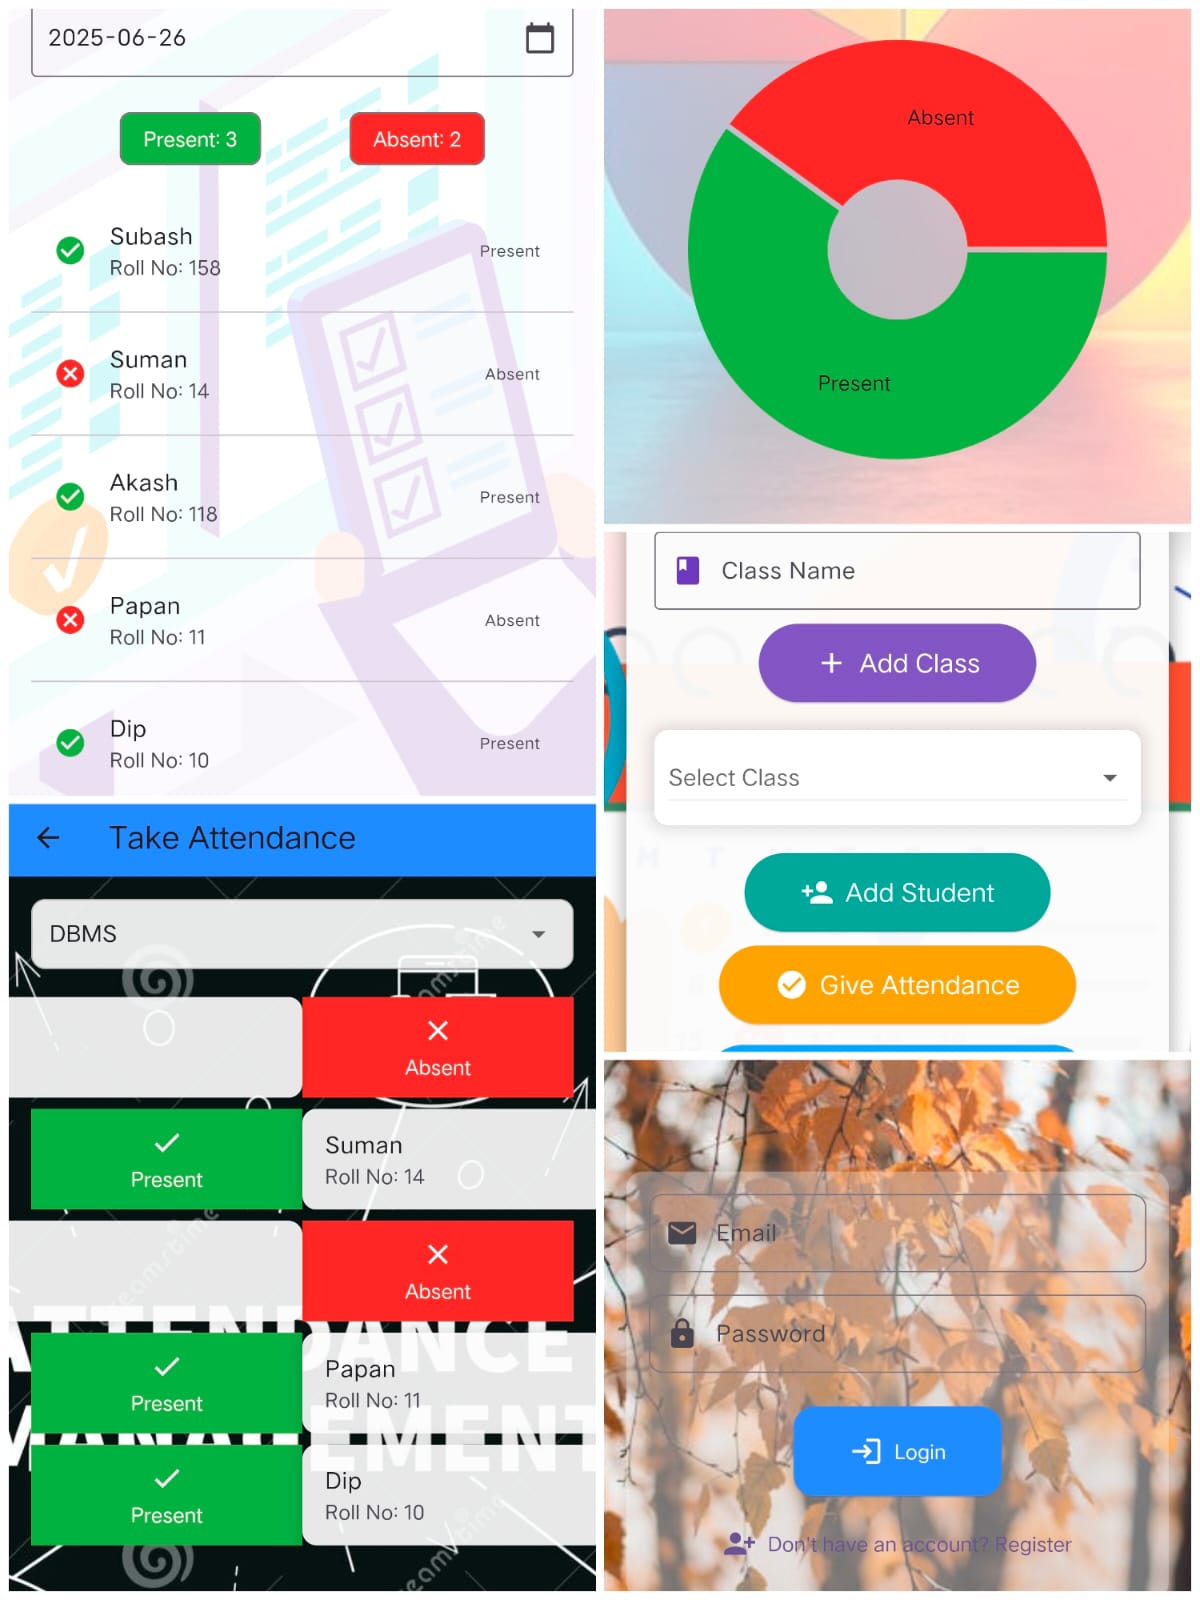 2025-06-26
Present: 3
Absent: 2
Subash
Roll No: 158
Present
Suman
Roll No: 14
Absent
Akash
Roll No: 118
Present
Papan
Roll No: 11
Absent
Dip
Roll No: 10
Present
Take Attendance
DBMS
Absent
Present
Suman
Roll No: 14
Absent
Present
Papan
Roll No: 11
Present
Dip
Roll No: 10
ATTENDANCE
MANAGEMENT
Absent
Present
Class Name
Add Class
Select Class
M T
Add Student
Give Attendance
Email
Password
Login
Don't have an account? Register